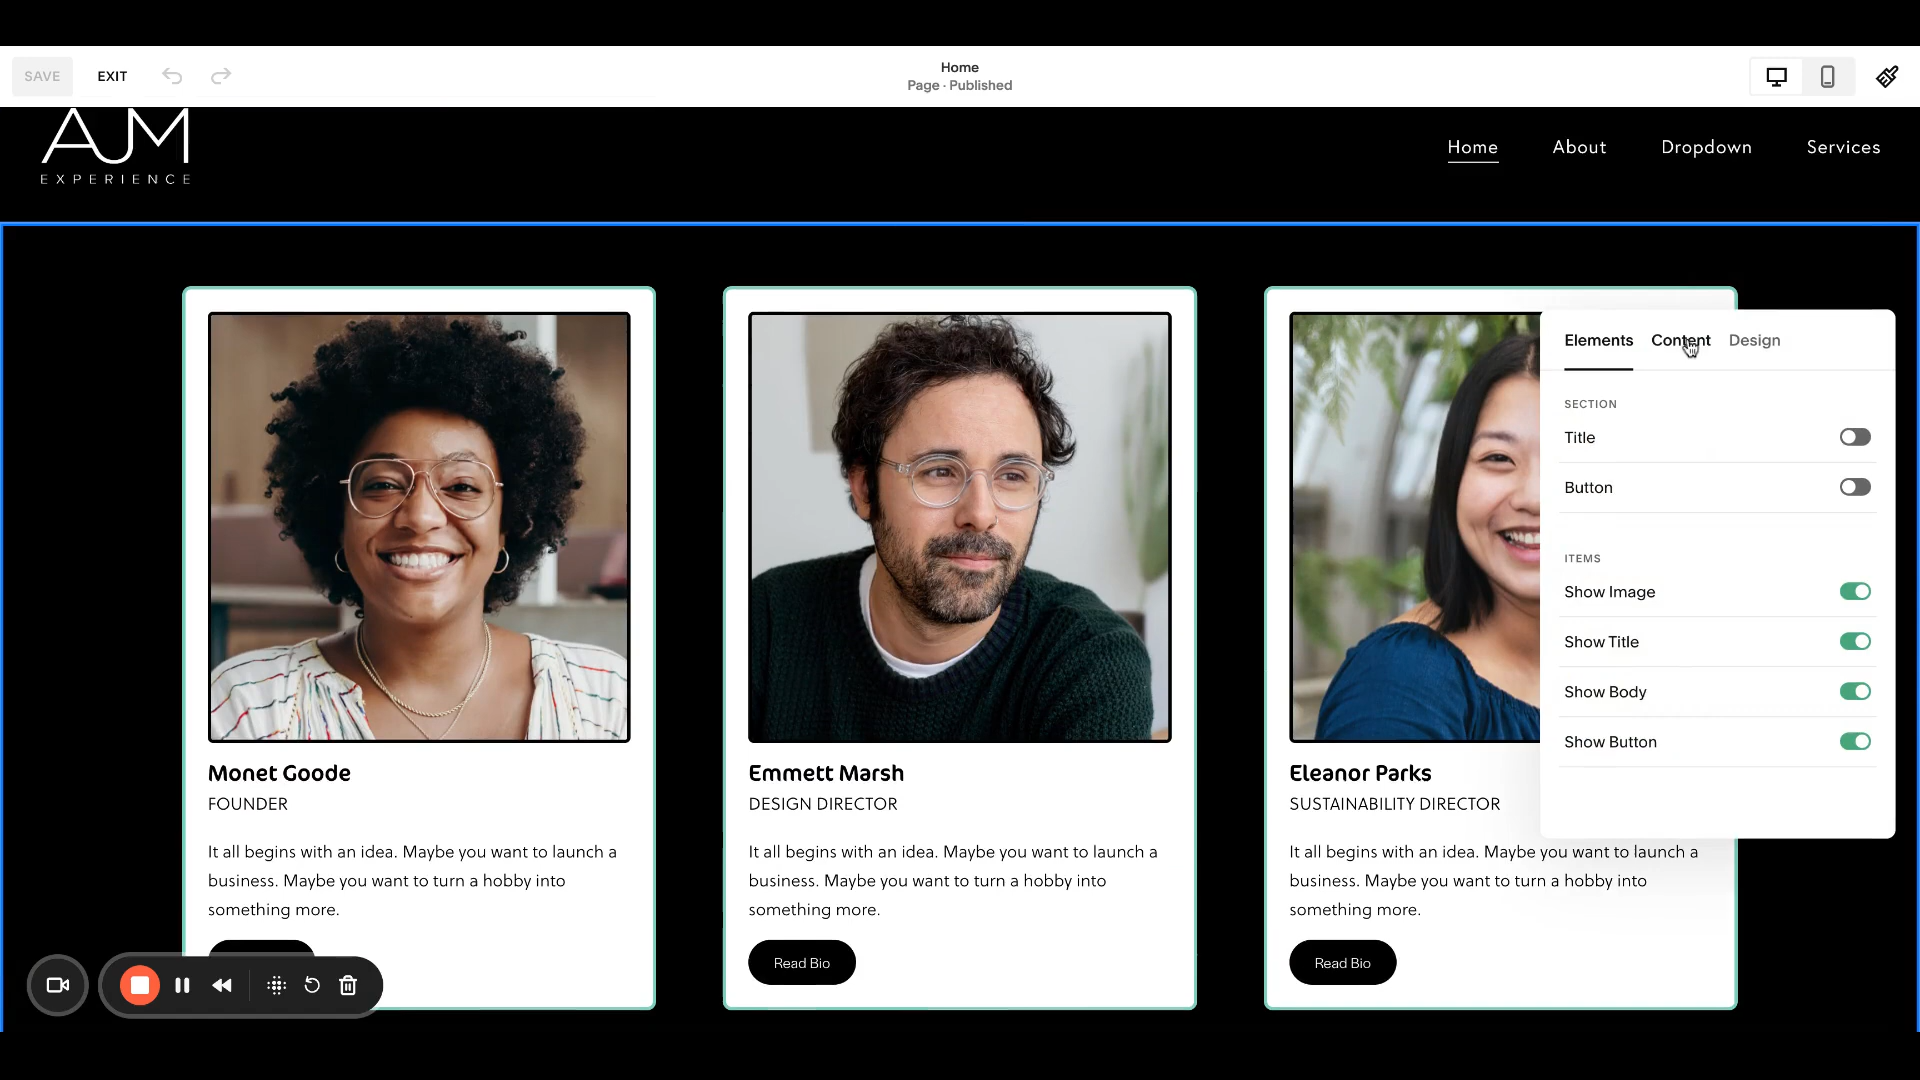 SAVE
EXIT
Home
Page · Published
AJM
EXPERIENCE
Home
About
Dropdown
Services
Elements
Content
Design
SECTION
Title
Button
ITEMS
Show Image
Show Title
Show Body
Show Button
Monet Goode
FOUNDER
It all begins with an idea. Maybe you want to launch a
business. Maybe you want to turn a hobby into
something more.
Emmett Marsh
DESIGN DIRECTOR
It all begins with an idea. Maybe you want to launch a
business. Maybe you want to turn a hobby into
something more.
Read Bio
Eleanor Parks
SUSTAINABILITY DIRECTOR
It all begins with an idea. Maybe you want to launch a
business. Maybe you want to turn a hobby into
something more.
Read Bio